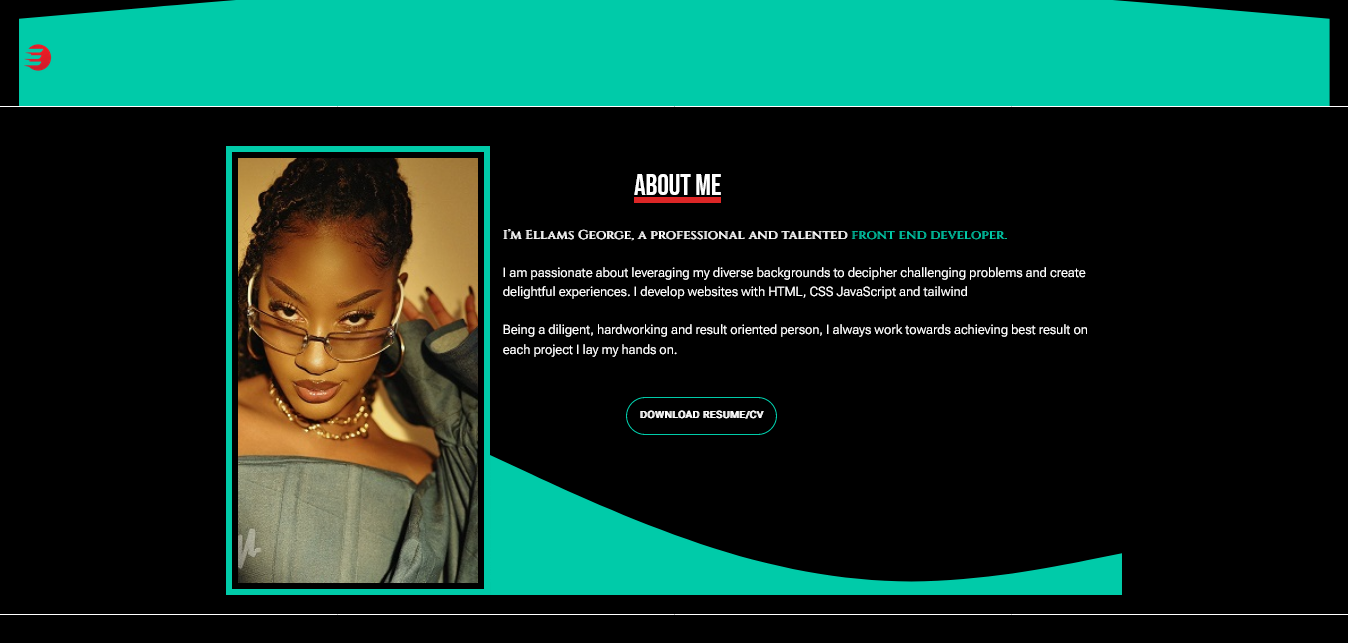 ABOUT ME
I'm Ellams George, a professional and talented front end developer.
I am passionate about leveraging my diverse backgrounds to decipher challenging problems and create
delightful experiences. I develop websites with HTML, CSS JavaScript and tailwind
Being a diligent, hardworking and result oriented person, I always work towards achieving best result on
each project I lay my hands on.
DOWNLOAD RESUME/CV